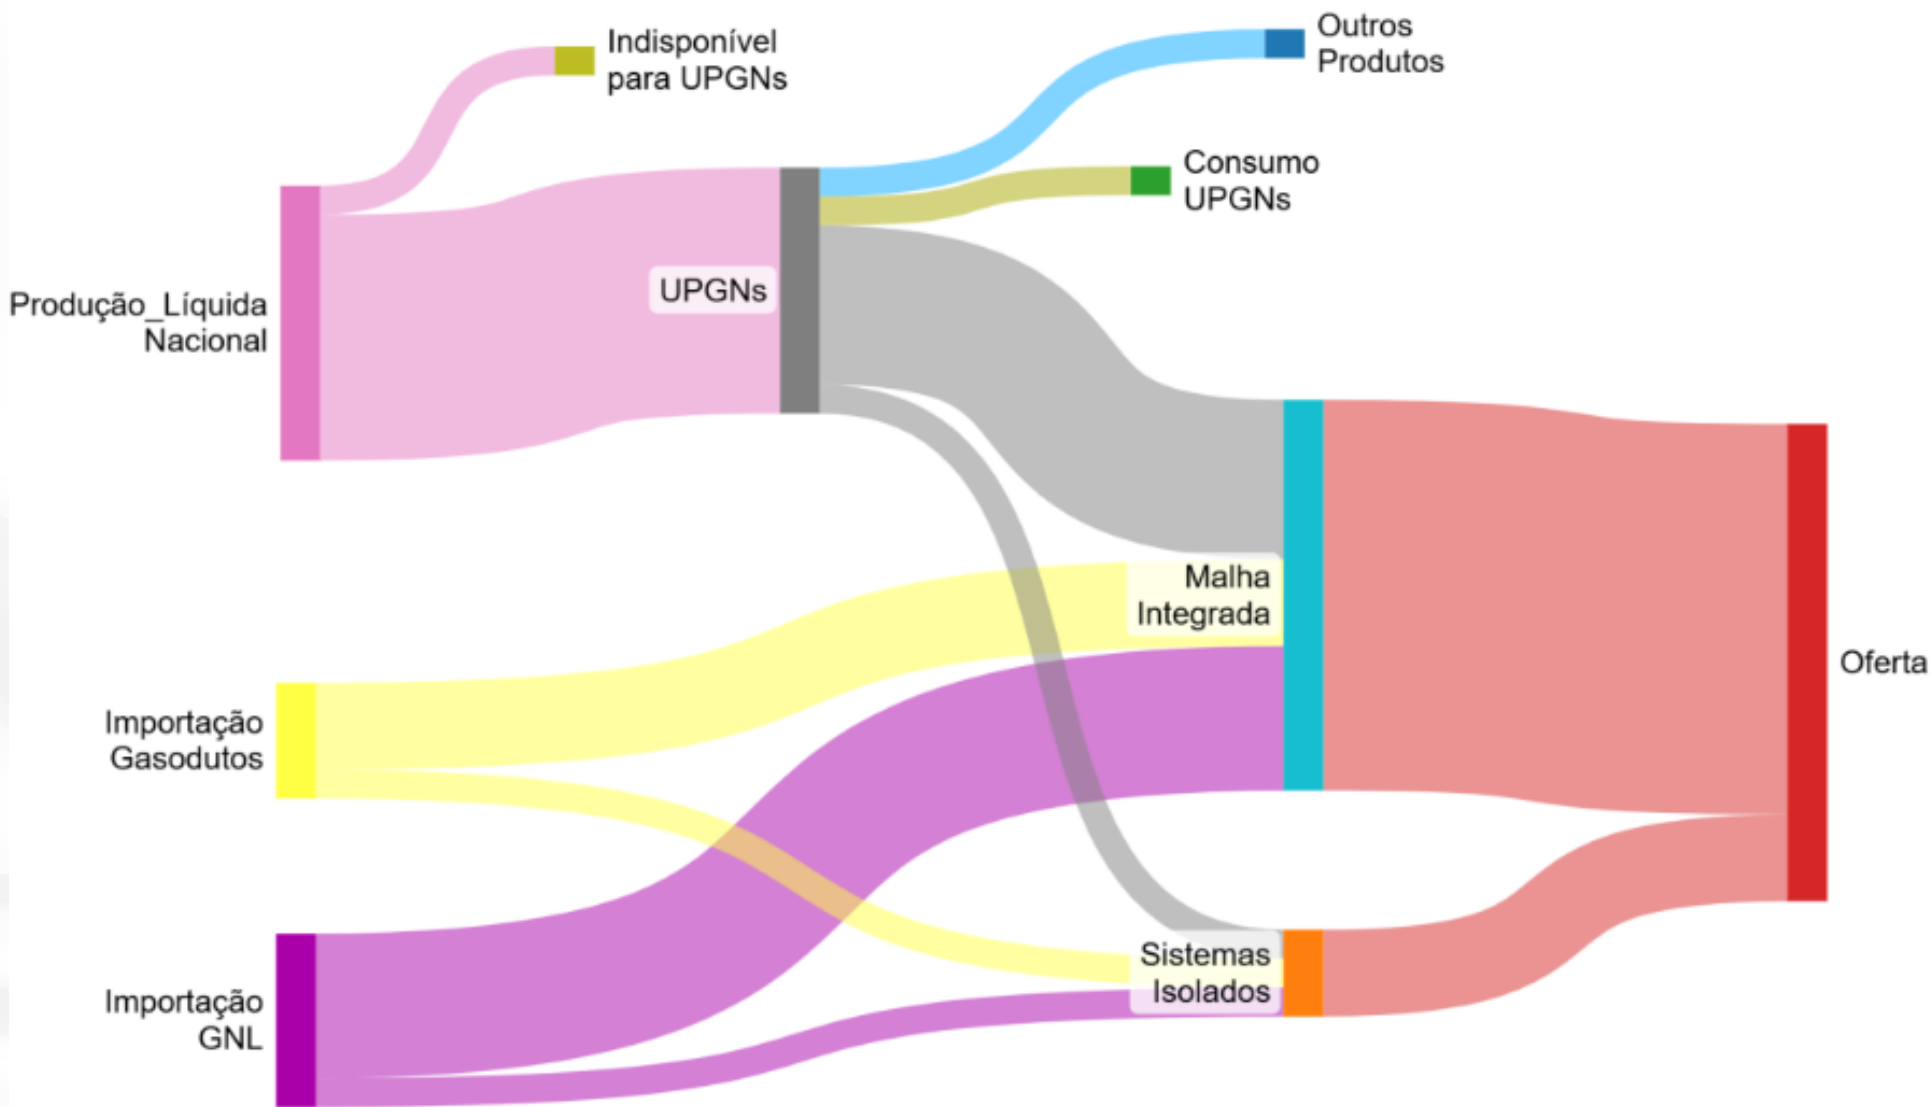 Indisponível
para UPGNs
Outros
Produtos
Consumo
UPGNs
UPGNs
Produção_Líquida
Nacional
Malha
Integrada
Oferta
Importação
Gasodutos
Sistemas
Isolados
Importação
GNL